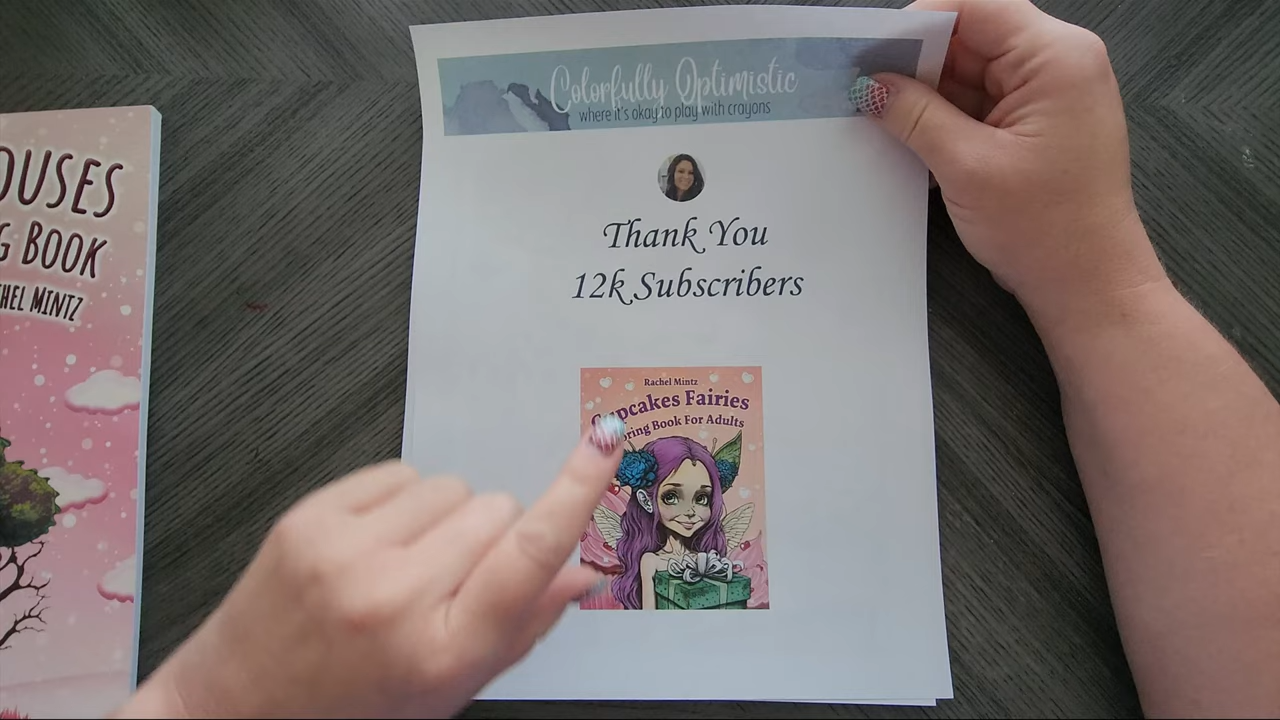 OUSES
G BOOK
HEL MINTZ
Colorfully Optimistic
where it's okay to play with crayons
Thank You
12k Subscribers
Rachel Mintz
Cupcakes Fairies
oring Book For Adults